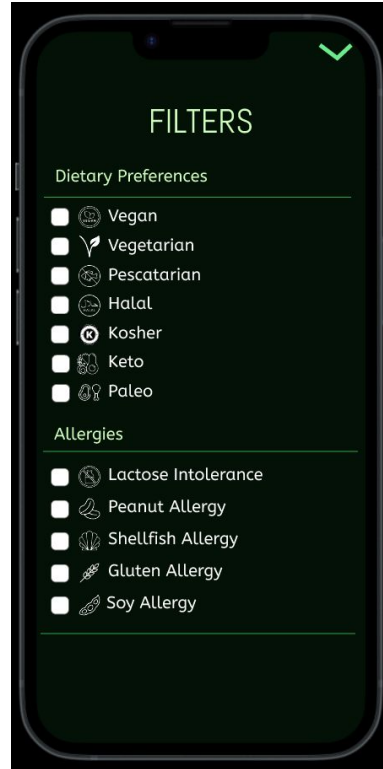 FILTERS
Dietary Preferences
Vegan
Vegetarian
Pescatarian
Halal
K Kosher
Keto
Paleo
Allergies
Lactose Intolerance
Peanut Allergy
Shellfish Allergy
Gluten Allergy
Soy Allergy